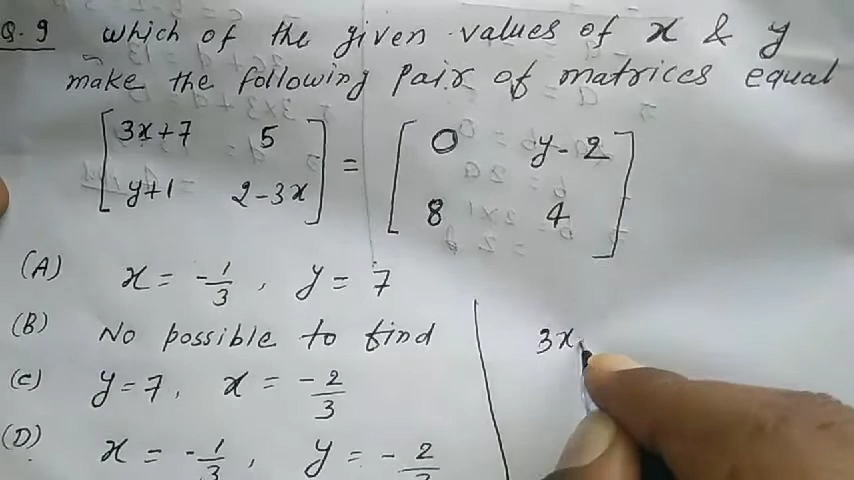 Q.9 which of the given values of x & y
make the following pair of matrices equal
[3x+7 5] = [0 y-2]
[y+1 2-3x] [8 4]
(A) x = -1/3, y = 7
(B) No possible to find
(C) y=7, x = -2/3
(D) x = -1/3, y = -2/3
3x